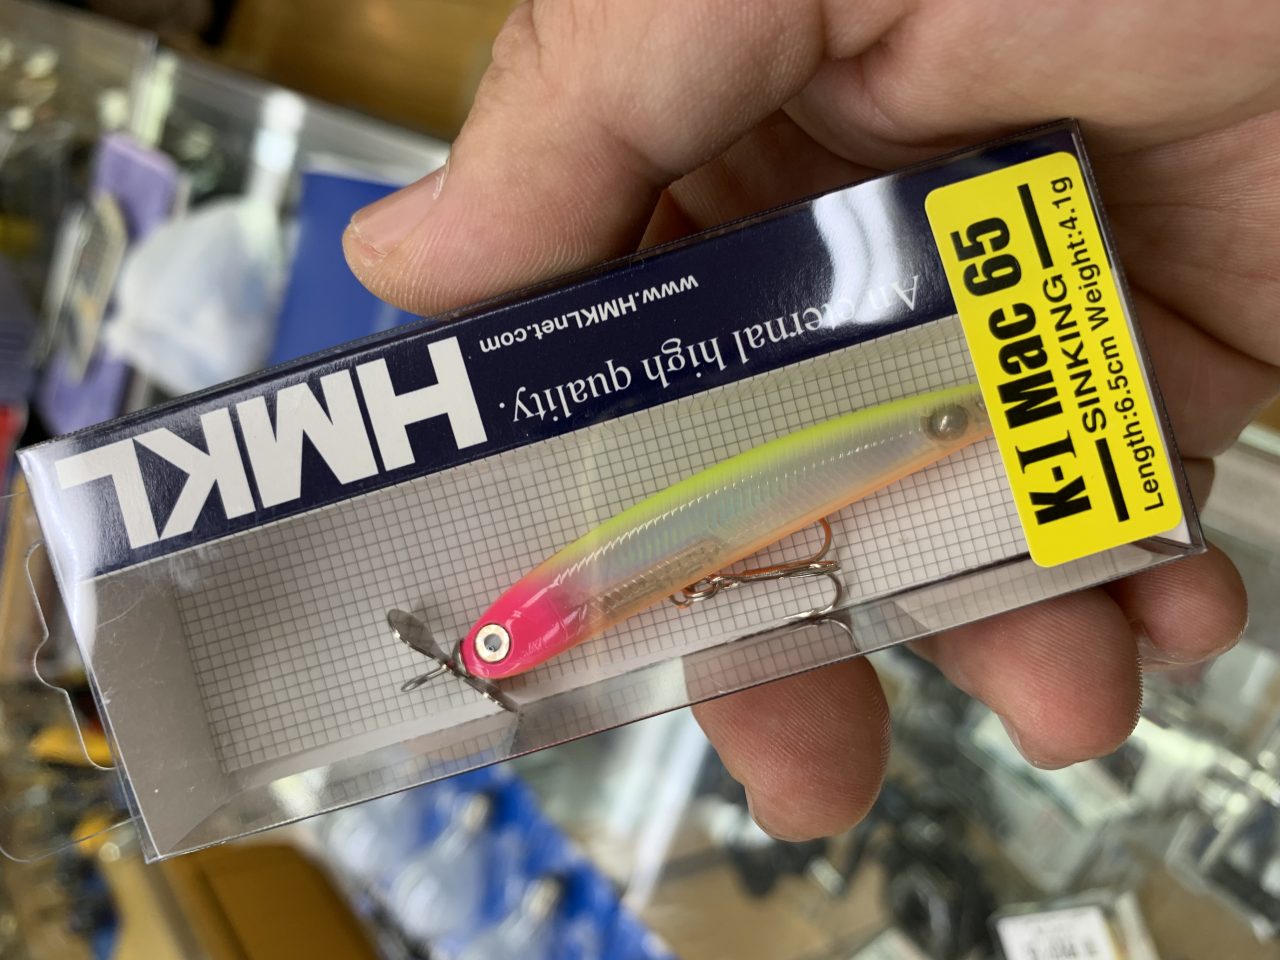 HMKL
www.HMKLnet.com
An eternal high quality.
K-I Mac 65
SINKING
Length:6.5cm Weight:4.1g